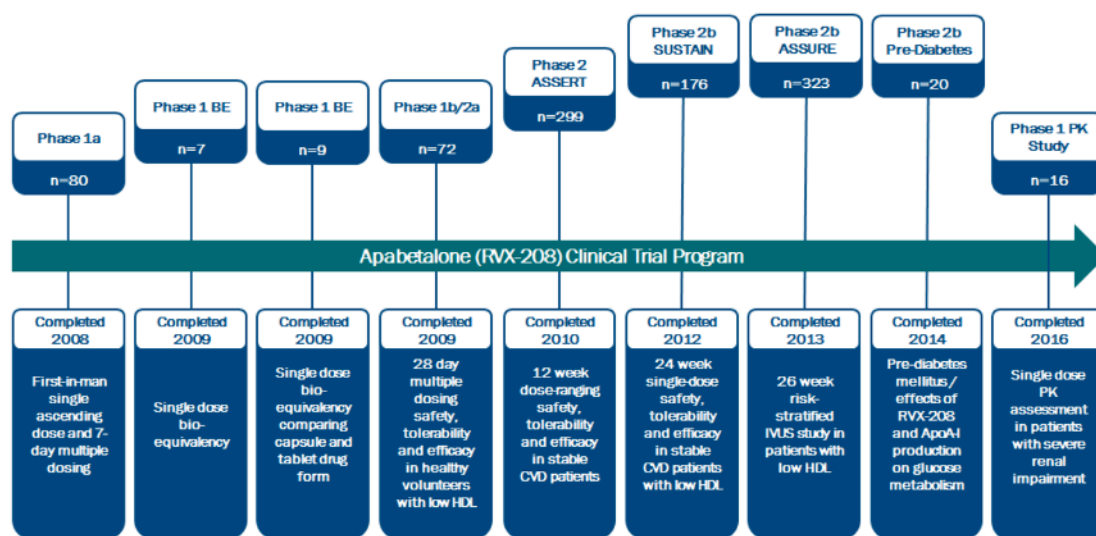 Phase 1a
n=80
Phase 1 BE
n=7
Phase 1 BE
n=9
Phase 1b/2a
n=72
Phase 2
ASSERT
n=299
Phase 2b
SUSTAIN
n=176
Phase 2b
ASSURE
n=323
Phase 2b
Pre-Diabetes
n=20
Phase 1 PK
Study
n=16
Apabetalone (RVX-208) Clinical Trial Program
Completed
2008
First-in-man
single
ascending
dose and 7-
day multiple
dosing
Completed
2009
Single dose
bio-
equivalency
Completed
2009
Single dose
bio-
equivalency
comparing
capsule and
tablet drug
form
Completed
2009
28 day
multiple
dosing
safety,
tolerability
and efficacy
in healthy
volunteers
with low HDL
Completed
2010
12 week
dose-ranging
safety,
tolerability
and efficacy
in stable
CVD patients
Completed
2012
24 week
single-dose
safety,
tolerability
and efficacy
in stable
CVD patients
with low HDL
Completed
2013
26 week
risk-
stratified
IVUS study in
patients with
low HDL
Completed
2014
Pre-diabetes
mellitus/
effects of
RVX-208
and ApoA-I
production
on glucose
metabolism
Completed
2016
Single dose
PK
assessment
in patients
with severe
renal
impairment